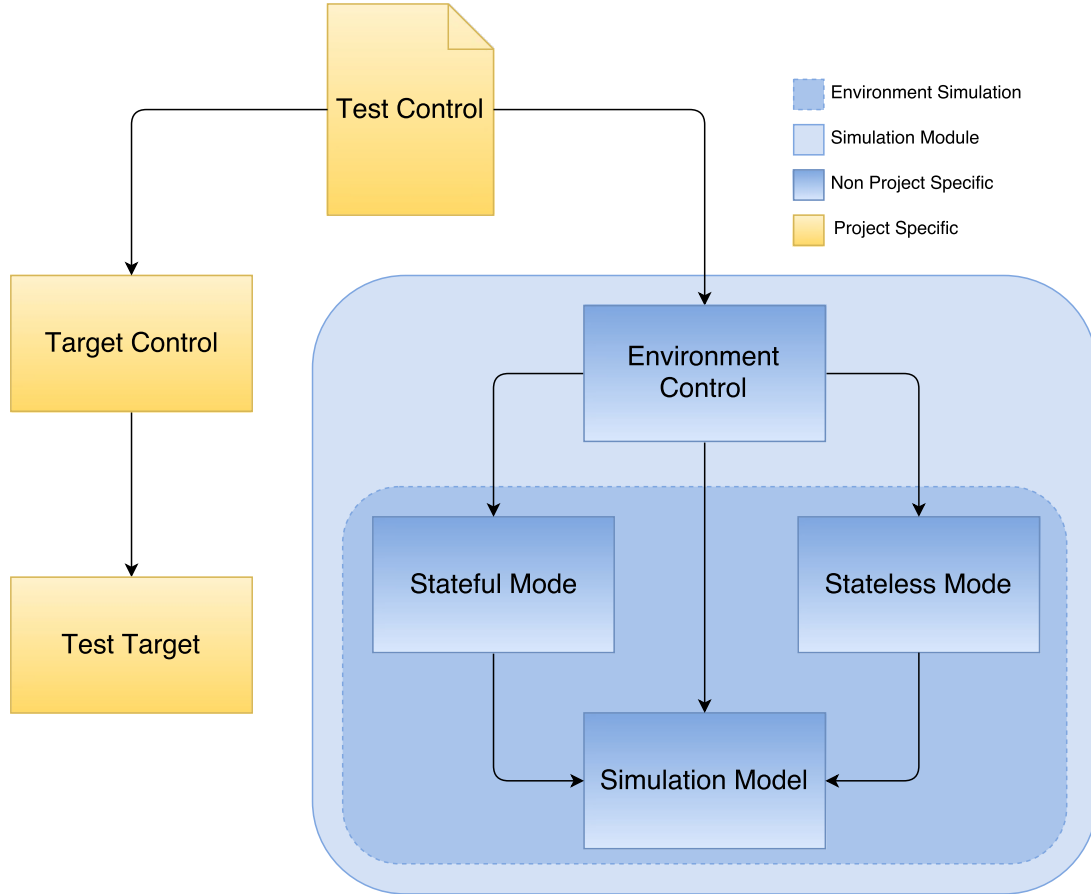 Test Control
Environment Simulation
Simulation Module
Non Project Specific
Project Specific
Target Control
Environment
Control
Stateful Mode
Stateless Mode
Test Target
Simulation Model